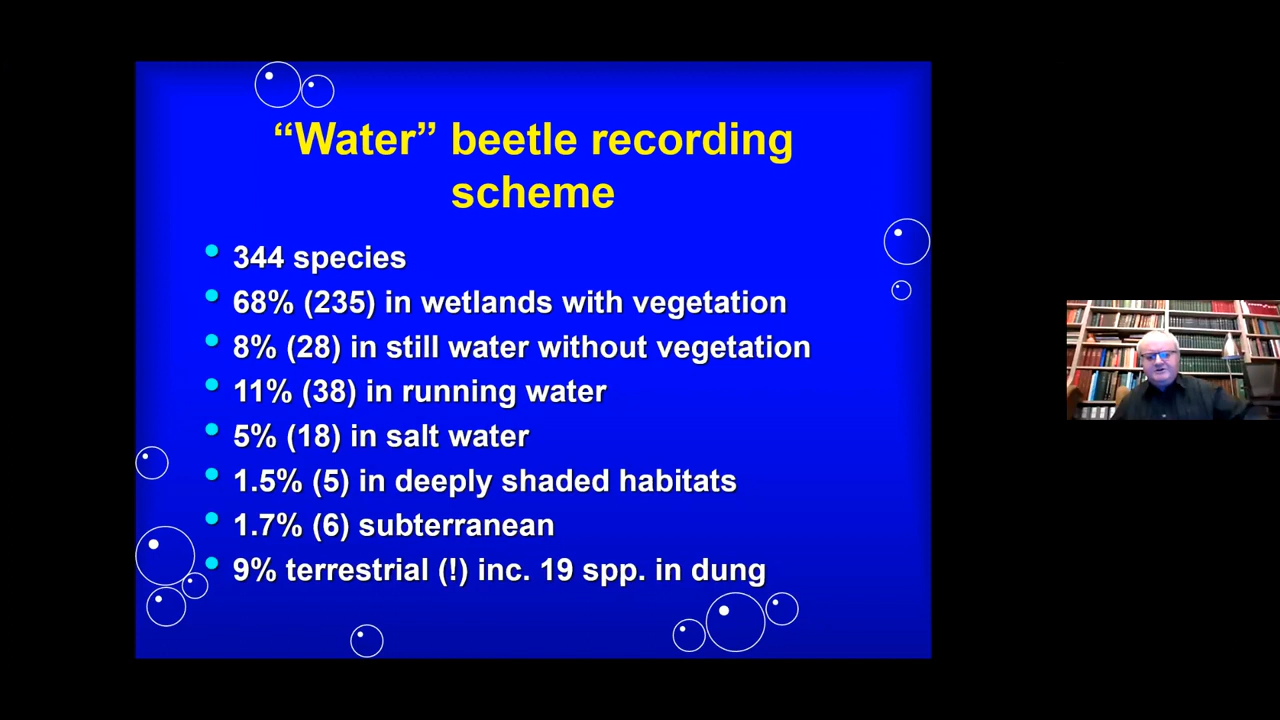 “Water” beetle recording
scheme
• 344 species
• 68% (235) in wetlands with vegetation
• 8% (28) in still water without vegetation
• 11% (38) in running water
• 5% (18) in salt water
• 1.5% (5) in deeply shaded habitats
• 1.7% (6) subterranean
• 9% terrestrial (!) inc. 19 spp. in dung